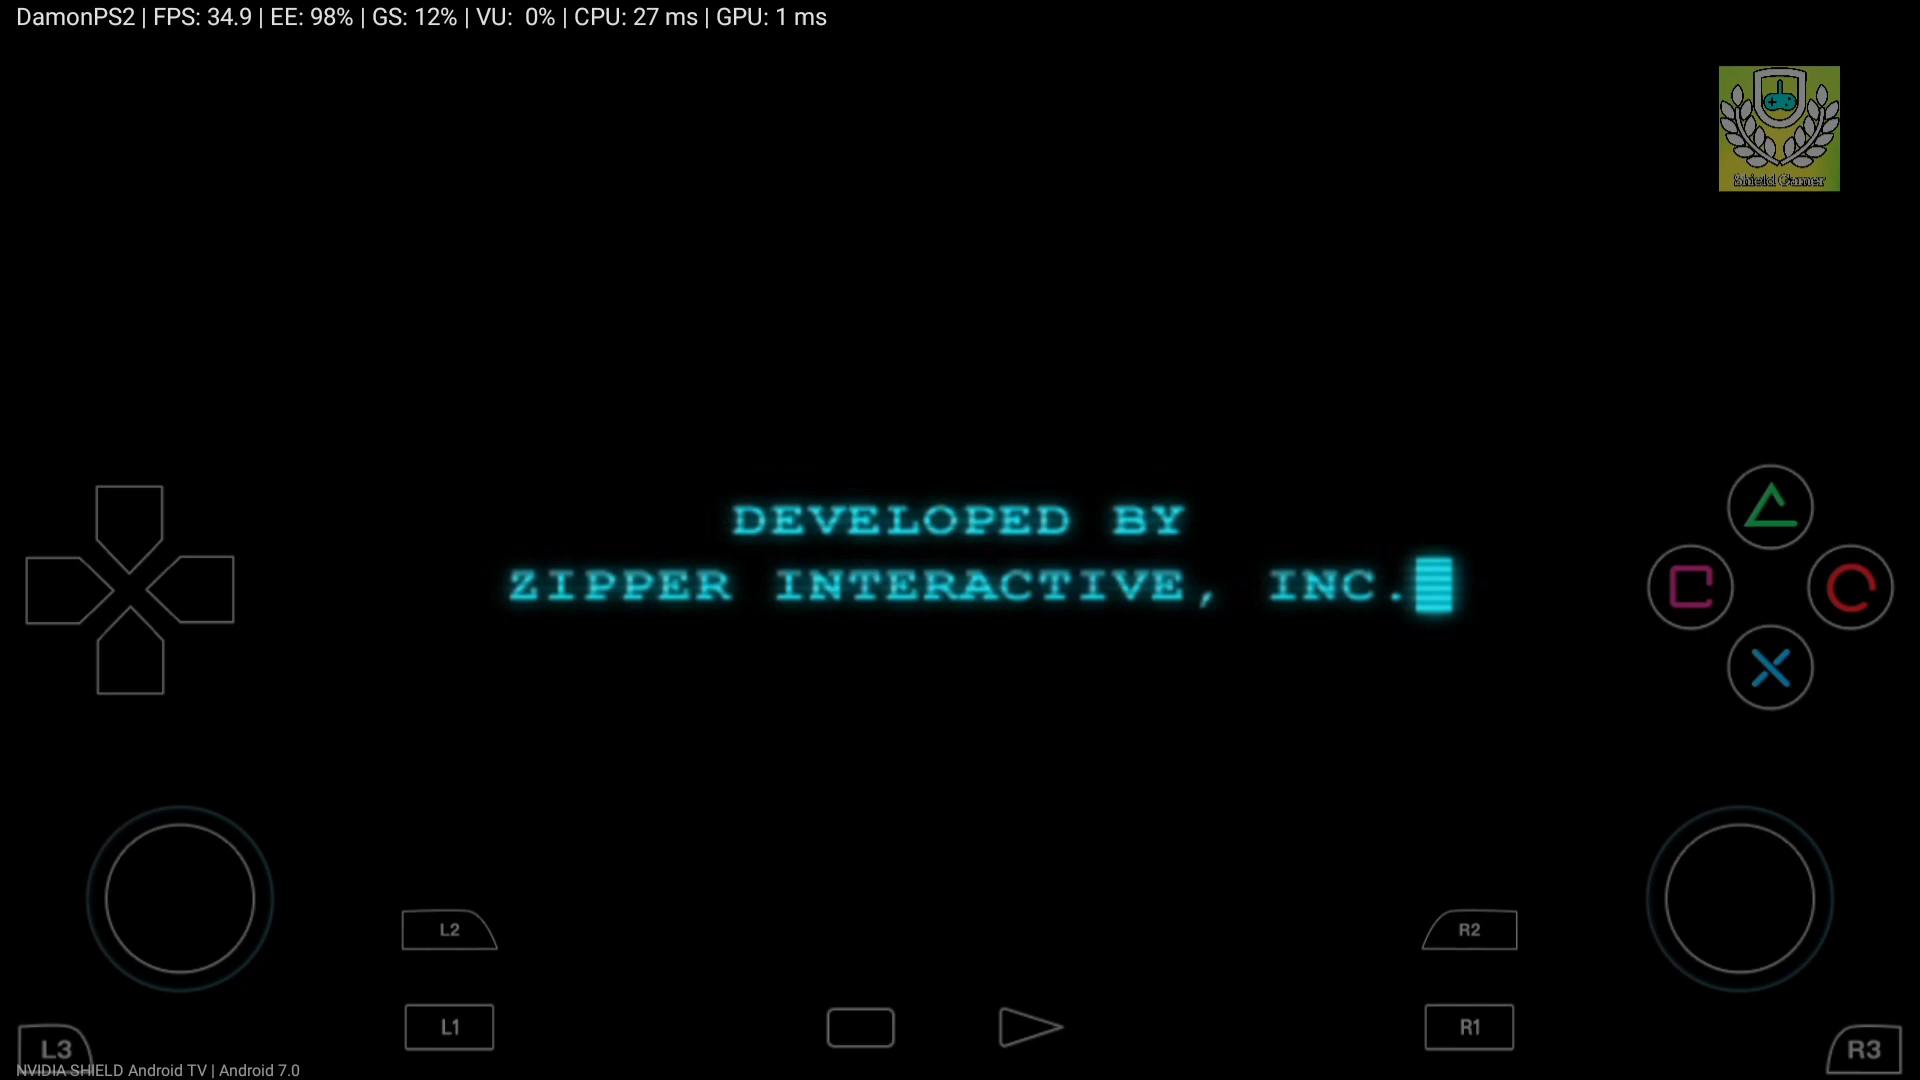 DamonPS2 | FPS: 34.9 | EE: 98% | GS: 12% | VU: 0% | CPU: 27 ms | GPU: 1 ms
Shield Gamer
DEVELOPED BY
ZIPPER INTERACTIVE, INC.
L2
R2
L1
R1
L3
R3
NVIDIA SHIELD Android TV | Android 7.0